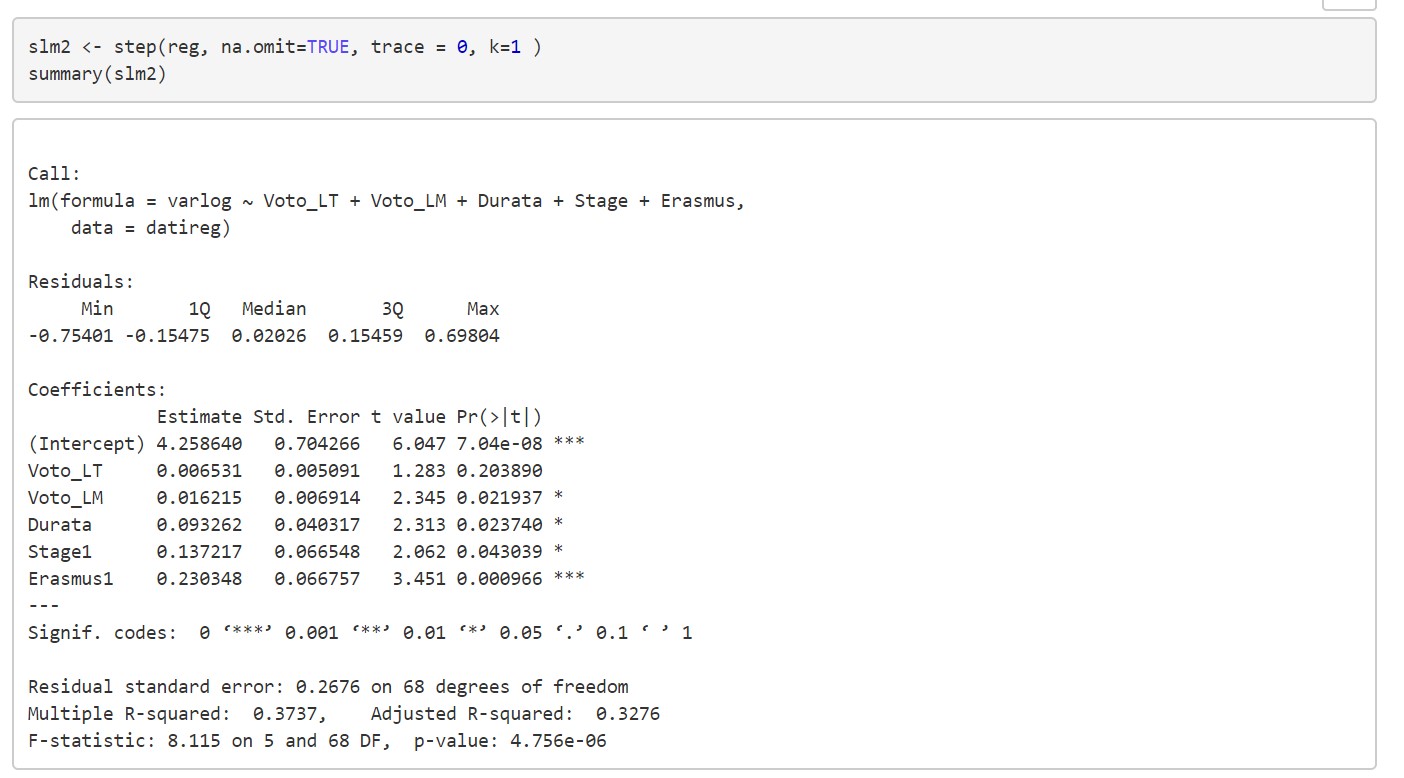 slm2 <- step(reg, na.omit=TRUE, trace = 0, k=1 )
summary(slm2)
Call:
lm(formula = varlog ~ Voto_LT + Voto_LM + Durata + Stage + Erasmus,
    data = datireg)
Residuals:
     Min       1Q   Median       3Q      Max
-0.75401 -0.15475  0.02026  0.15459  0.69804
Coefficients:
            Estimate Std. Error t value Pr(>|t|)
(Intercept) 4.258640   0.704266   6.047 7.04e-08 ***
Voto_LT     0.006531   0.005091   1.283 0.203890
Voto_LM     0.016215   0.006914   2.345 0.021937 *
Durata      0.093262   0.040317   2.313 0.023740 *
Stage1      0.137217   0.066548   2.062 0.043039 *
Erasmus1    0.230348   0.066757   3.451 0.000966 ***
---
Signif. codes:  0 ‘***’ 0.001 ‘**’ 0.01 ‘*’ 0.05 ‘.’ 0.1 ‘ ’ 1
Residual standard error: 0.2676 on 68 degrees of freedom
Multiple R-squared:  0.3737,    Adjusted R-squared:  0.3276
F-statistic: 8.115 on 5 and 68 DF,  p-value: 4.756e-06